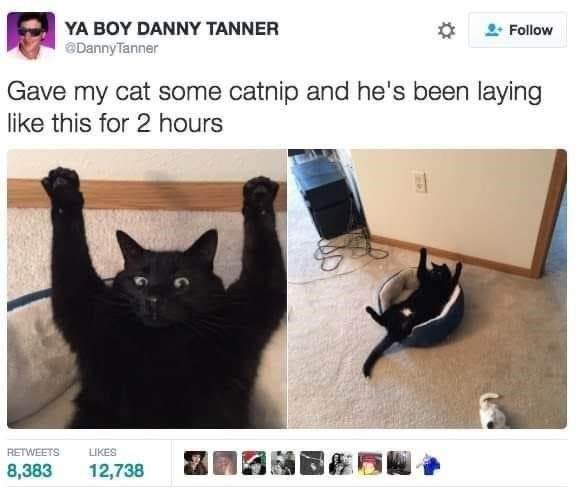 YA BOY DANNY TANNER
@DannyTanner
Follow
Gave my cat some catnip and he's been laying
like this for 2 hours
RETWEETS LIKES
8,383 12,738